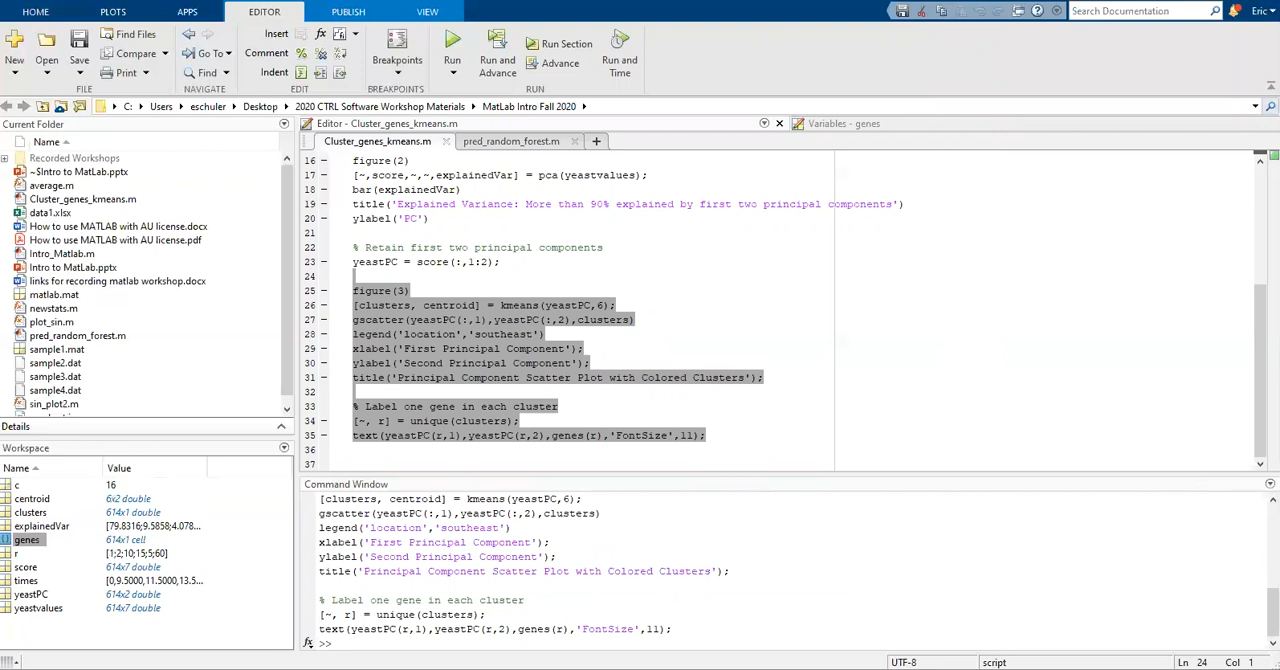 HOME PLOTS APPS EDITOR PUBLISH VIEW Search Documentation Eric
New Open Save Find Files Compare Print
Go To Find
Insert fx
Comment % %
Indent
Breakpoints
Run Run and Advance Run Section Advance Run and Time
FILE NAVIGATE EDIT BREAKPOINTS RUN
C: Users eschuler Desktop 2020 CTRL Software Workshop Materials MatLab Intro Fall 2020
Current Folder
Name
Recorded Workshops
~$Intro to MatLab.pptx
average.m
Cluster_genes_kmeans.m
data1.xlsx
How to use MATLAB with AU license.docx
How to use MATLAB with AU license.pdf
Intro_Matlab.m
Intro to MatLab.pptx
links for recording matlab workshop.docx
matlab.mat
newstats.m
plot_sin.m
pred_random_forest.m
sample1.mat
sample2.dat
sample3.dat
sample4.dat
sin_plot2.m
Details
Workspace
Name Value
c 16
centroid 6x2 double
clusters 614x1 double
explainedVar [79.8316;9.5858;4.078...
genes 614x1 cell
r [1;2;10;15;5;60]
score 614x7 double
times [0,9.5000,11.5000,13.5...
yeastPC 614x2 double
yeastvalues 614x7 double
Editor - Cluster_genes_kmeans.m
Variables - genes
Cluster_genes_kmeans.m pred_random_forest.m +
16 figure(2)
17 [~,score,~,~,explainedVar] = pca(yeastvalues);
18 bar(explainedVar)
19 title('Explained Variance: More than 90% explained by first two principal components')
20 ylabel('PC')
21
22 % Retain first two principal components
23 yeastPC = score(:,1:2);
24
25 figure(3)
26 [clusters, centroid] = kmeans(yeastPC,6);
27 gscatter(yeastPC(:,1),yeastPC(:,2),clusters)
28 legend('location','southeast')
29 xlabel('First Principal Component');
30 ylabel('Second Principal Component');
31 title('Principal Component Scatter Plot with Colored Clusters');
32
33 % Label one gene in each cluster
34 [~, r] = unique(clusters);
35 text(yeastPC(r,1),yeastPC(r,2),genes(r),'FontSize',11);
36
37
Command Window
[clusters, centroid] = kmeans(yeastPC,6);
gscatter(yeastPC(:,1),yeastPC(:,2),clusters)
legend('location','southeast')
xlabel('First Principal Component');
ylabel('Second Principal Component');
title('Principal Component Scatter Plot with Colored Clusters');
% Label one gene in each cluster
[~, r] = unique(clusters);
text(yeastPC(r,1),yeastPC(r,2),genes(r),'FontSize',11);
fx >>
UTF-8 script Ln 24 Col 1